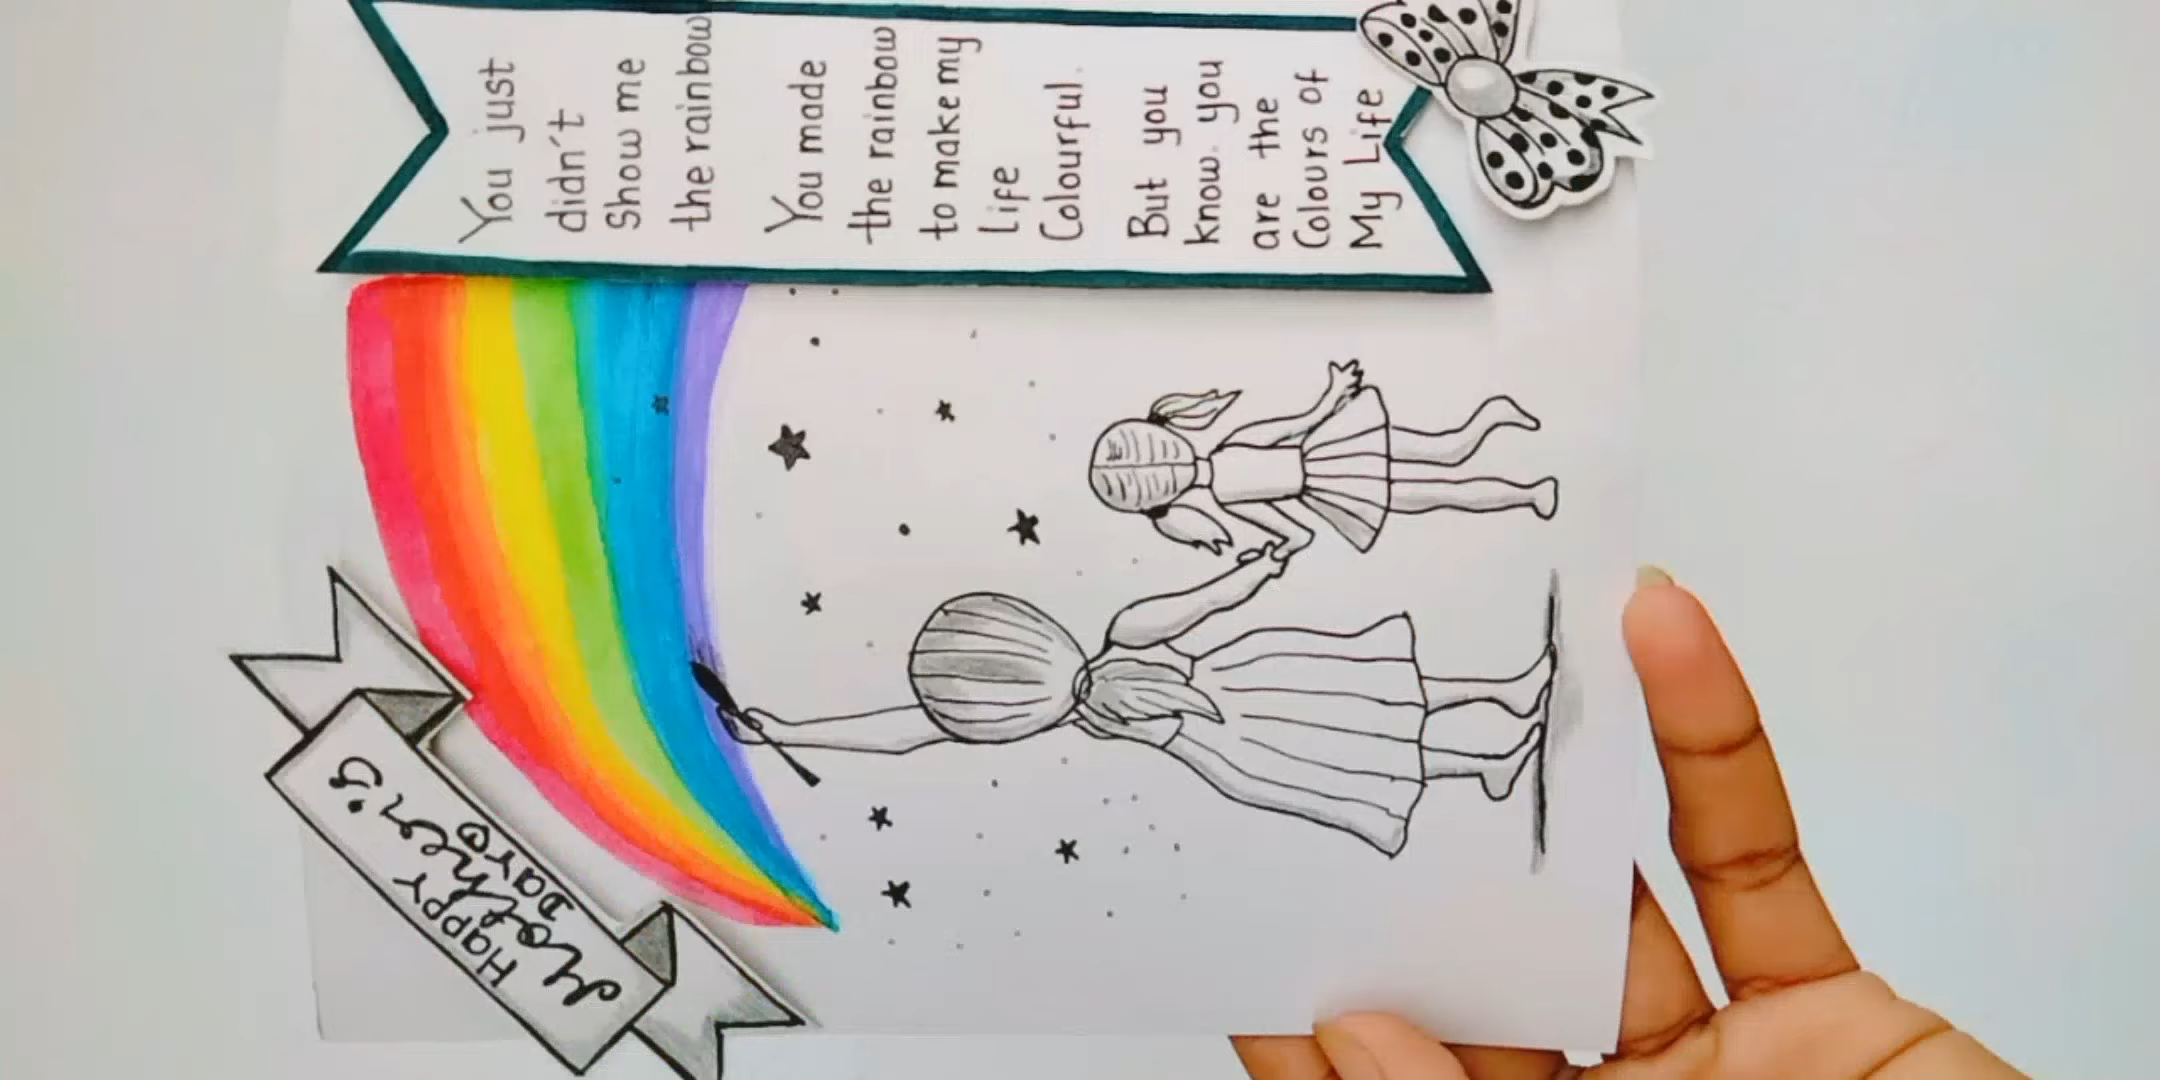 Happy
Mother's
DAY
You just
didn't
Show me
the rainbow
You made
the rainbow
to make my
Life
Colourful.
But you
know. you
are the
Colours of
My Life